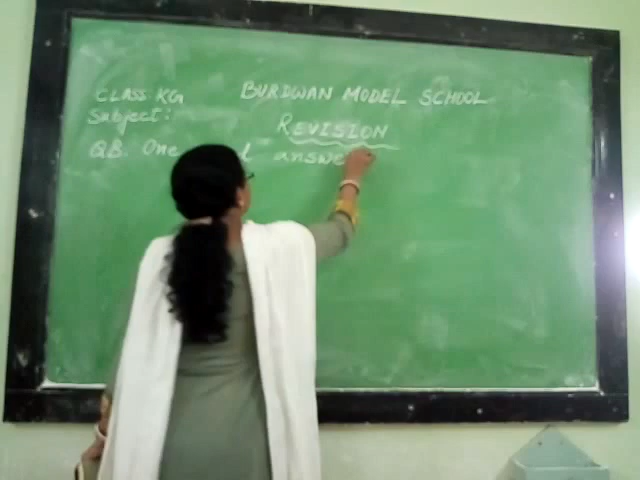 BURDWAN MODEL SCHOOL
CLASS: KG
Subject:
REVISION
QB. One answe